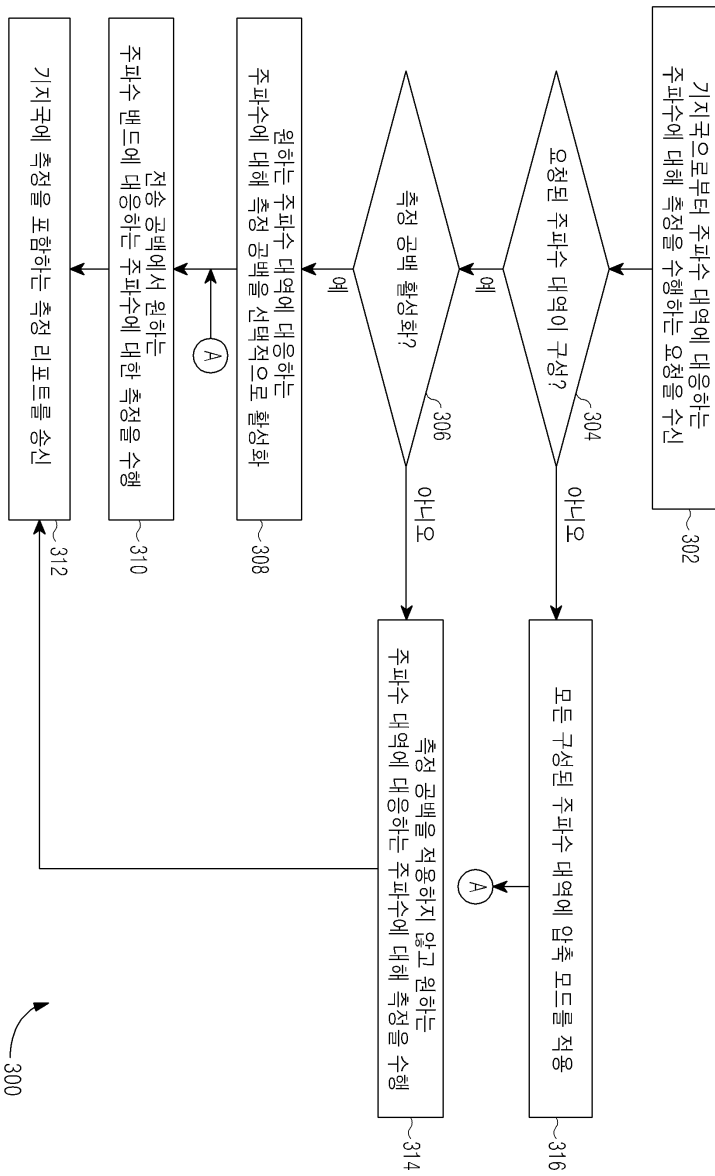 기지국으로부터 주파수 대역에 대응하는
주파수에 대해 측정을 수행하는 요청을 수신
302
요청된 주파수 대역이 구성?
304
예
아니오
측정 공백 활성화?
306
예
아니오
원하는 주파수 대역에 대응하는
주파수에 대해 측정 공백을 선택적으로 활성화
308
A
전송 공백에서 원하는
주파수 밴드에 대응하는 주파수에 대한 측정을 수행
310
기지국에 측정을 포함하는 측정 리포트를 송신
312
모든 구성된 주파수 대역에 압축 모드를 적용
316
A
측정 공백을 적용하지 않고 원하는
주파수 대역에 대응하는 주파수에 대해 측정을 수행
314
300